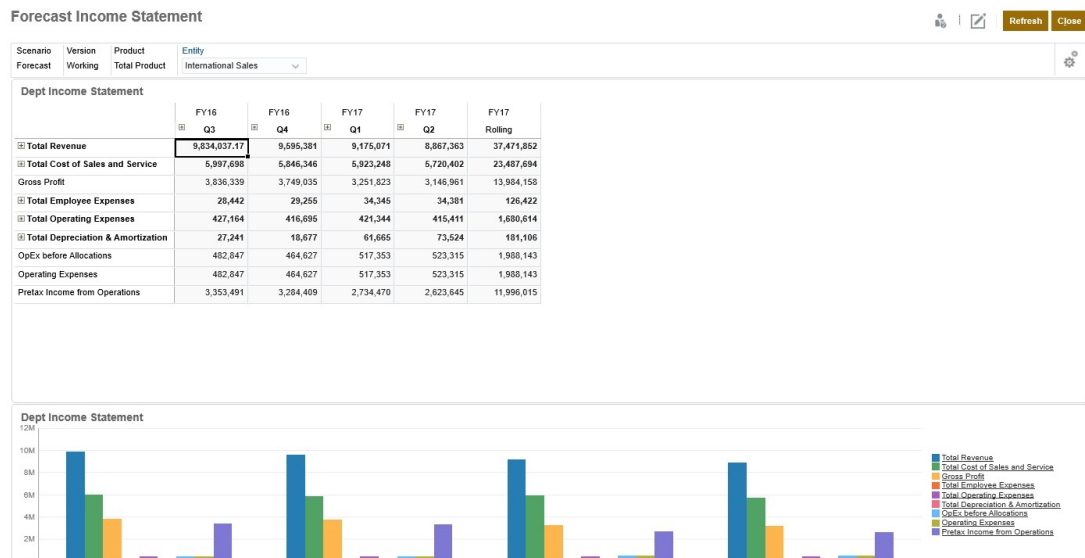 Forecast Income Statement
Refresh Close
Scenario Version Product Entity
Forecast Working Total Product International Sales
Dept Income Statement
FY16 FY16 FY17 FY17 FY17
Q3 Q4 Q1 Q2 Rolling
Total Revenue 9,834,037.17 9,595,381 9,175,071 8,867,363 37,471,852
Total Cost of Sales and Service 5,997,698 5,846,346 5,923,248 5,720,402 23,487,694
Gross Profit 3,836,339 3,749,035 3,251,823 3,146,961 13,984,158
Total Employee Expenses 28,442 29,255 34,345 34,381 126,422
Total Operating Expenses 427,164 416,695 421,344 415,411 1,680,614
Total Depreciation & Amortization 27,241 18,677 61,665 73,524 181,106
OpEx before Allocations 482,847 464,627 517,353 523,315 1,988,143
Operating Expenses 482,847 464,627 517,353 523,315 1,988,143
Pretax Income from Operations 3,353,491 3,284,409 2,734,470 2,623,645 11,996,015
Dept Income Statement
12M
10M
8M
6M
4M
2M
Total Revenue
Total Cost of Sales and Service
Gross Profit
Total Employee Expenses
Total Operating Expenses
Total Depreciation & Amortization
OpEx before Allocations
Operating Expenses
Pretax Income from Operations